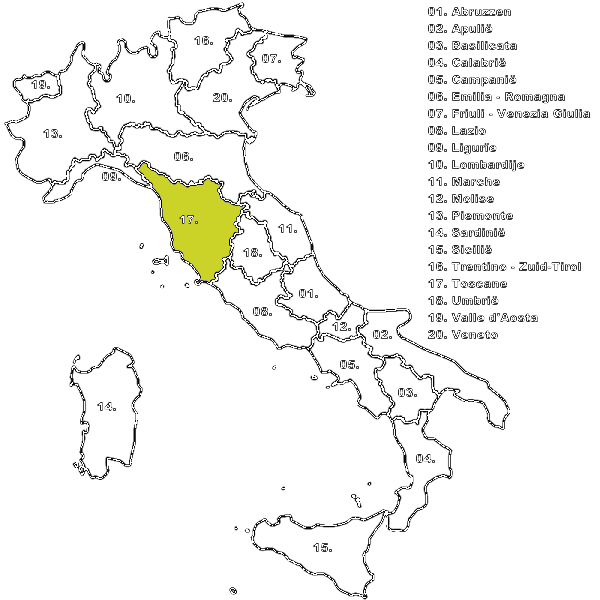 01. Abruzzen
02. Apulië
03. Basilicata
04. Calabrië
05. Campanië
06. Emilia - Romagna
07. Friuli - Venezia Giulia
08. Lazio
09. Ligurïe
10. Lombardije
11. Marche
12. Molise
13. Piemonte
14. Sardinië
15. Sicilië
16. Trentino - Zuid-Tirol
17. Toscane
18. Umbrië
19. Valle d'Aosta
20. Veneto
16.
07.
19.
10.
20.
13.
06.
09.
17.
11.
18.
01.
08.
12.
02.
05.
03.
14.
04.
15.